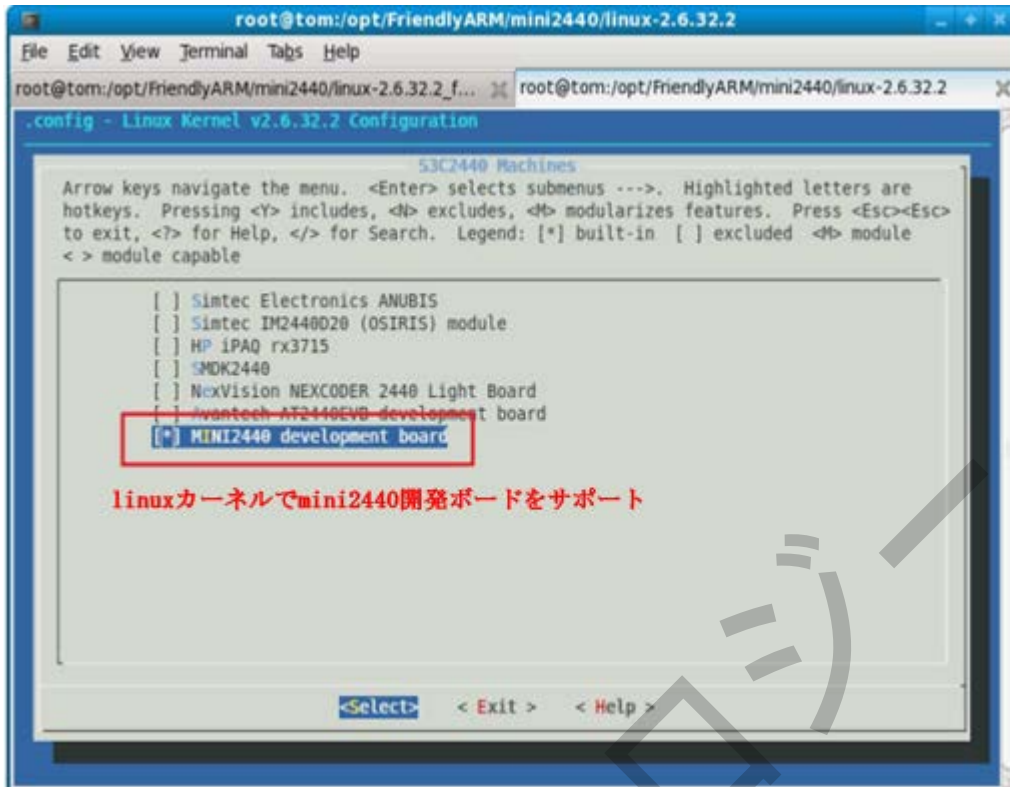 root@tom:/opt/FriendlyARM/mini2440/linux-2.6.32.2
File Edit View Terminal Tabs Help
root@tom:/opt/FriendlyARM/mini2440/linux-2.6.32.2_f... root@tom:/opt/FriendlyARM/mini2440/linux-2.6.32.2
.config - Linux Kernel v2.6.32.2 Configuration
S3C2440 Machines
Arrow keys navigate the menu. <Enter> selects submenus --->. Highlighted letters are
hotkeys. Pressing <Y> includes, <N> excludes, <M> modularizes features. Press <Esc><Esc>
to exit, <?> for Help, </> for Search. Legend: [*] built-in [ ] excluded <M> module
< > module capable
[ ] Simtec Electronics ANUBIS
[ ] Simtec IM2440D20 (OSIRIS) module
[ ] HP iPAQ rx3715
[ ] SMDK2440
[ ] NexVision NEXCODER 2440 Light Board
[ ] Avantech AT2440EVB development board
[*] MINI2440 development board
linuxカーネルでmini2440開発ボードをサポート
<Select> < Exit > < Help >
ロジー